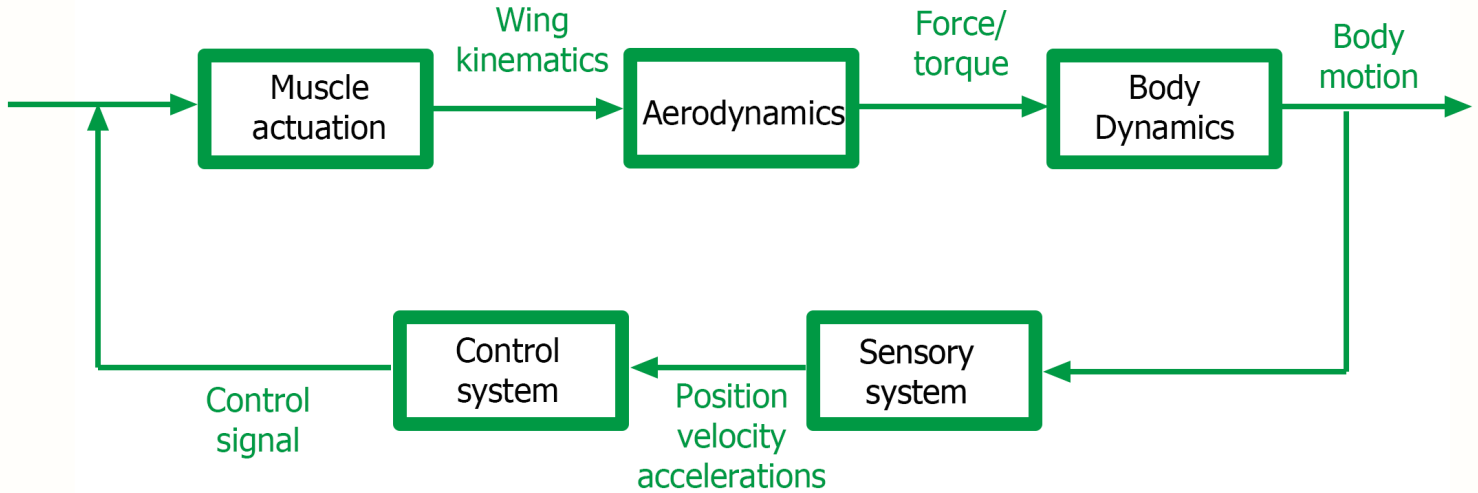 Wing
kinematics
Force/
torque
Body
motion
Muscle
actuation
Aerodynamics
Body
Dynamics
Control
system
Sensory
system
Control
signal
Position
velocity
accelerations